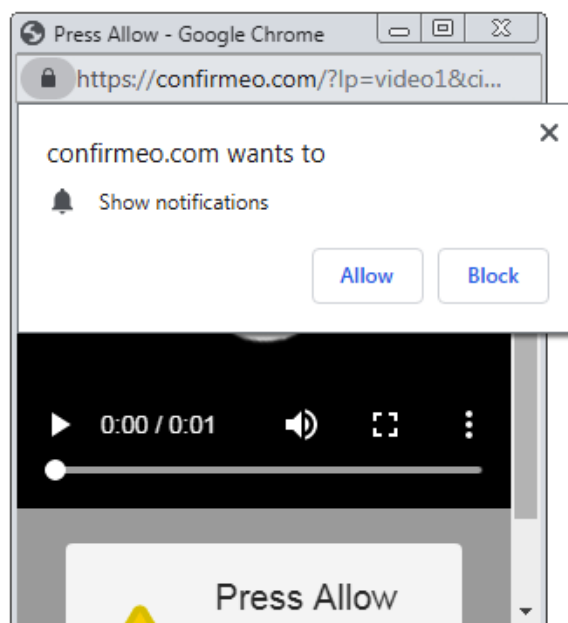 Press Allow - Google Chrome
https://confirmeo.com/?lp=video1&ci...
confirmeo.com wants to
Show notifications
Allow
Block
0:00 / 0:01
Press Allow